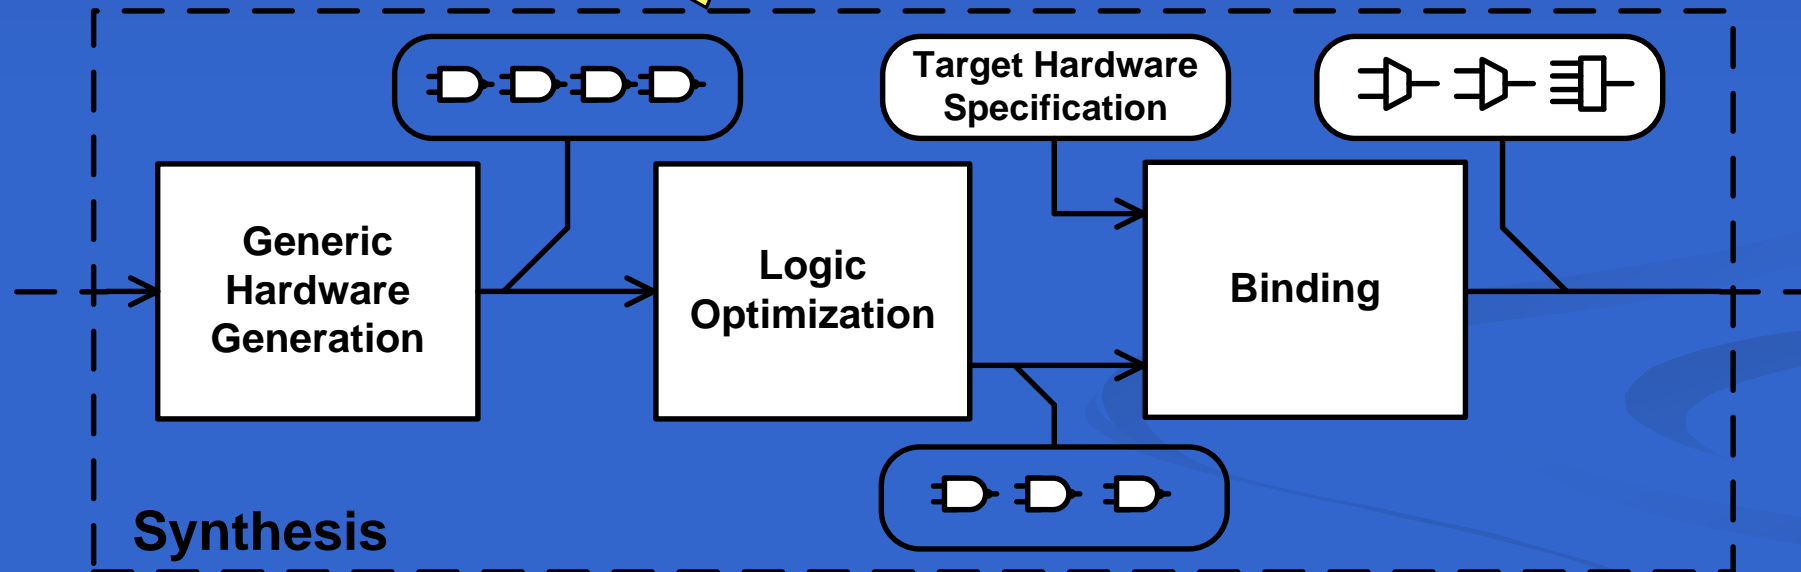 Target Hardware
Specification
Generic
Hardware
Generation
Logic
Optimization
Binding
Synthesis